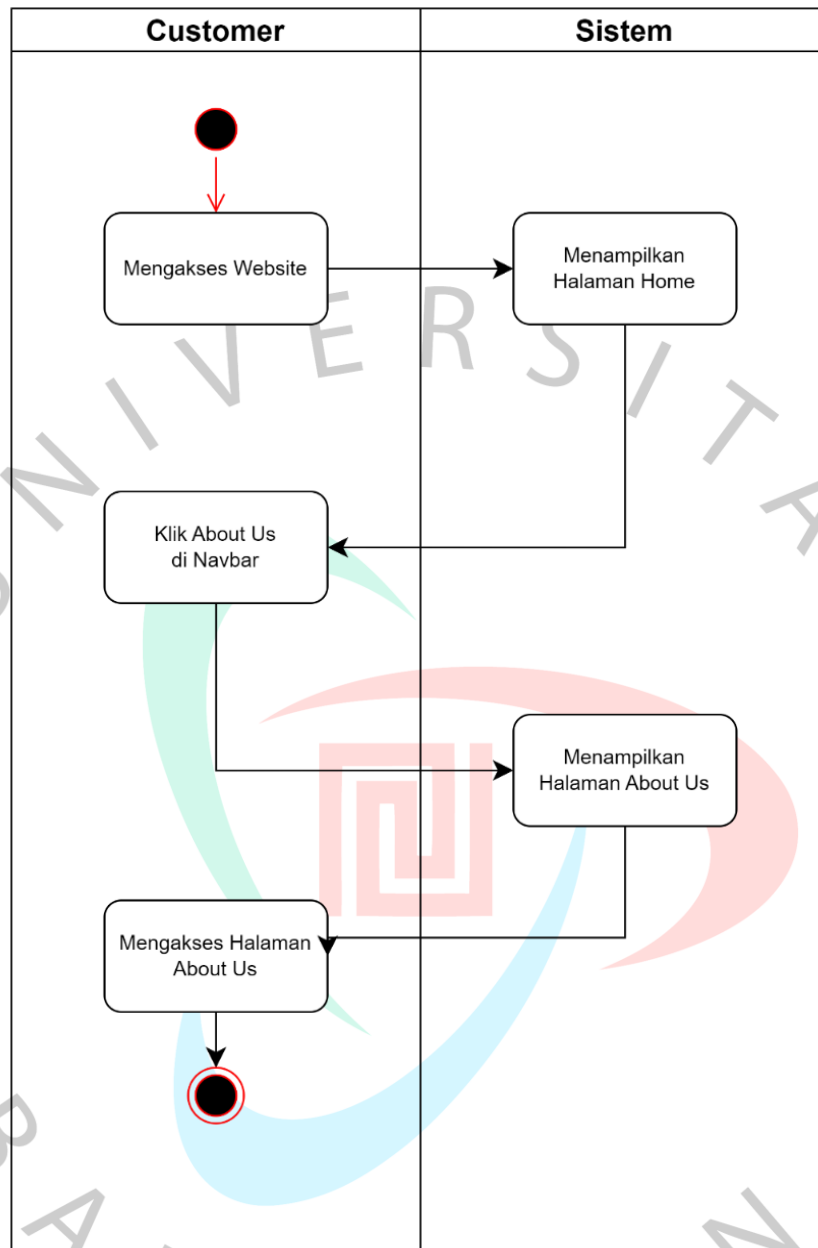 Customer
Sistem
Mengakses Website
Menampilkan
Halaman Home
Klik About Us
di Navbar
Menampilkan
Halaman About Us
Mengakses Halaman
About Us
UNIVERSITA